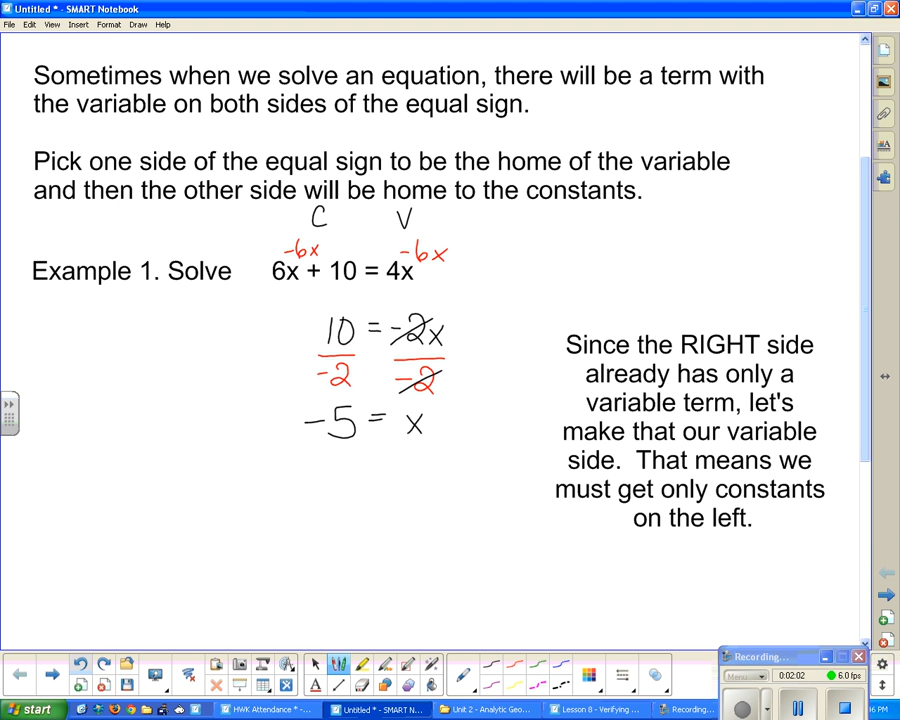 Untitled * - SMART Notebook
File Edit View Insert Format Draw Help
Sometimes when we solve an equation, there will be a term with
the variable on both sides of the equal sign.
Pick one side of the equal sign to be the home of the variable
and then the other side will be home to the constants.
C V
-6x -6x
Example 1. Solve 6x + 10 = 4x
10 = -2x
-2 -2
-5 = x
Since the RIGHT side
already has only a
variable term, let's
make that our variable
side. That means we
must get only constants
on the left.
Recording...
Menu
0:02:02 6.0 fps
start HWK Attendance * -... Untitled * - SMART N... Unit 2 - Analytic Geo... Lesson 8 - Verifying ... Recording...